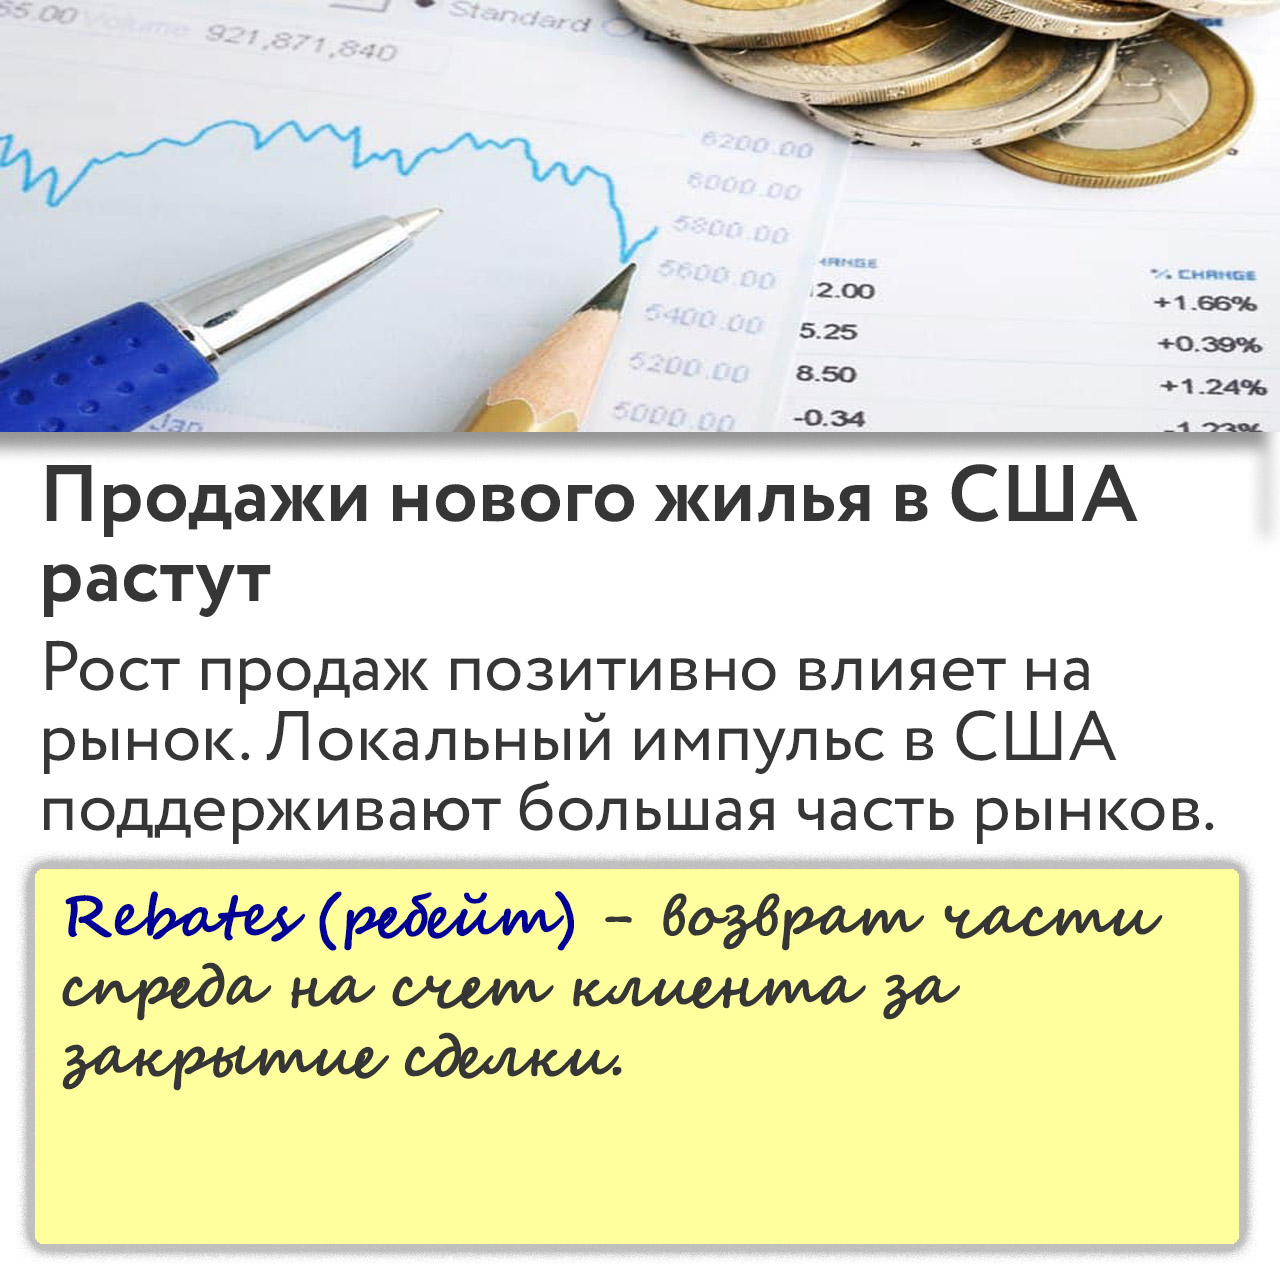 65.00 Volume 921,871,840 Standard
6200.00
6000.00
5800.00
5600.00
5400.00
5200.00
5000.00
Jan
% CHANGE
2.00 +1.66%
5.25 +0.39%
8.50 +1.24%
-0.34 -1.23%
Продажи нового жилья в США
растут
Рост продаж позитивно влияет на
рынок. Локальный импульс в США
поддерживают большая часть рынков.
Rebates (ребейт) – возврат части
спреда на счет клиента за
закрытие сделки.